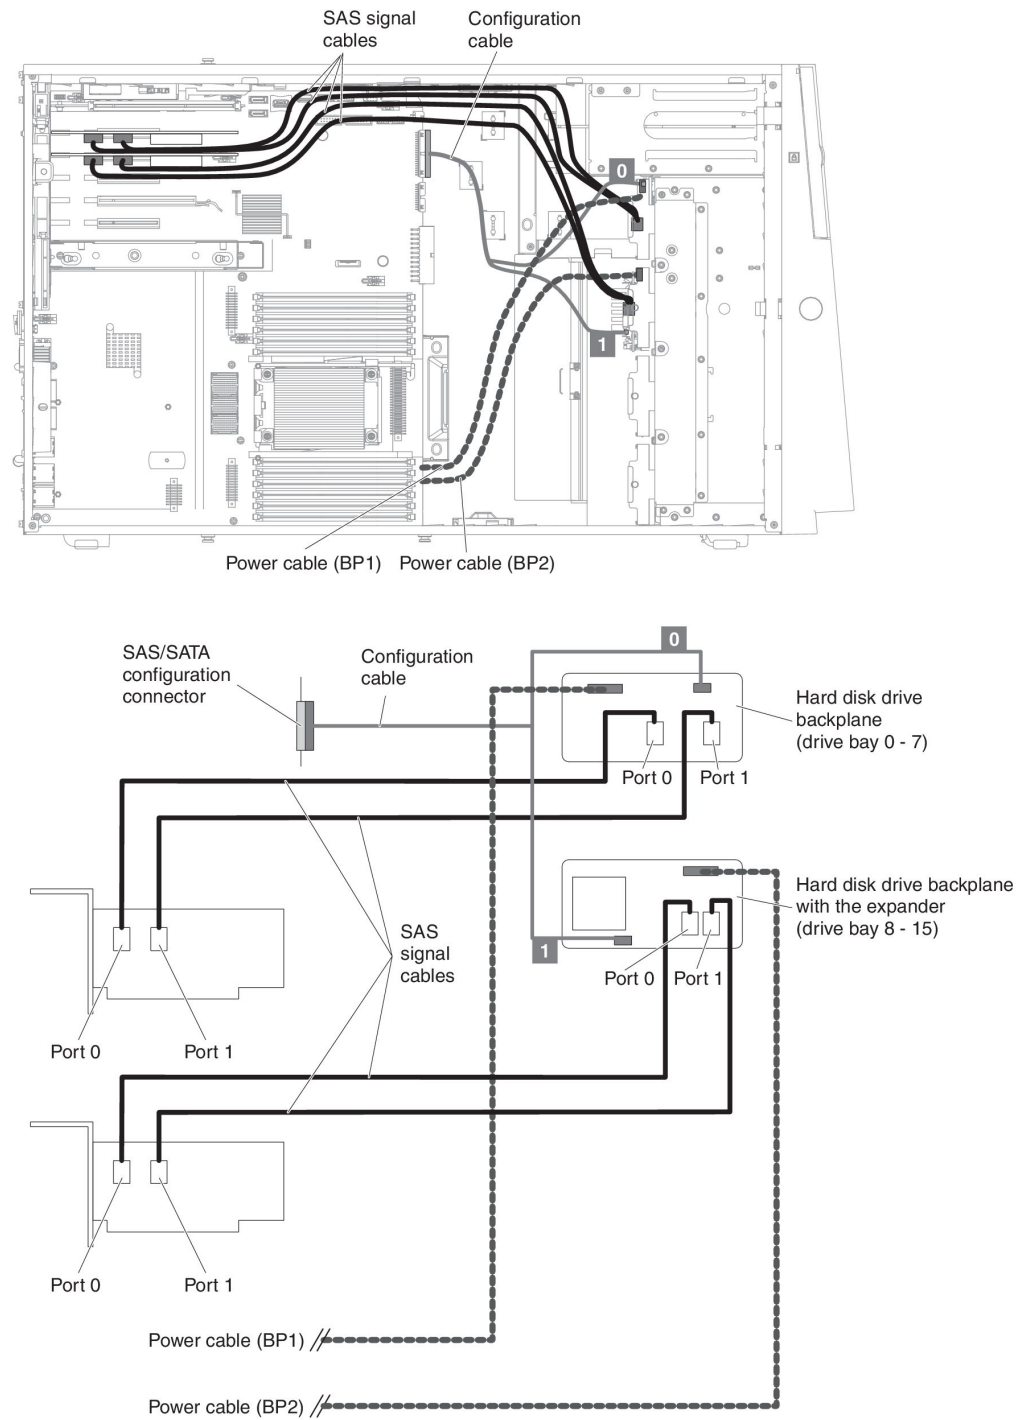 SAS signal
cables
Configuration
cable
0
1
Power cable (BP1)
Power cable (BP2)
0
SAS/SATA
configuration
connector
Configuration
cable
Hard disk drive
backplane
(drive bay 0 - 7)
Port 0
Port 1
Hard disk drive backplane
with the expander
(drive bay 8 - 15)
1
Port 0
Port 1
SAS
signal
cables
Port 0
Port 1
Port 0
Port 1
Power cable (BP1)
Power cable (BP2)